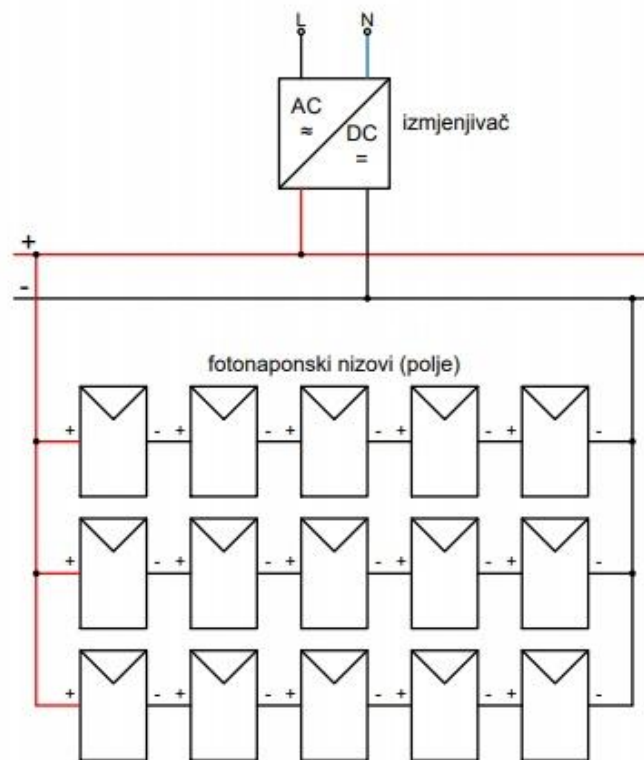 L N
AC
≈
DC
=
izmjenjivač
+
-
fotonaponski nizovi (polje)
+ - + - + - + - + -
+ - + - + - + - + -
+ - + - + - + - + -